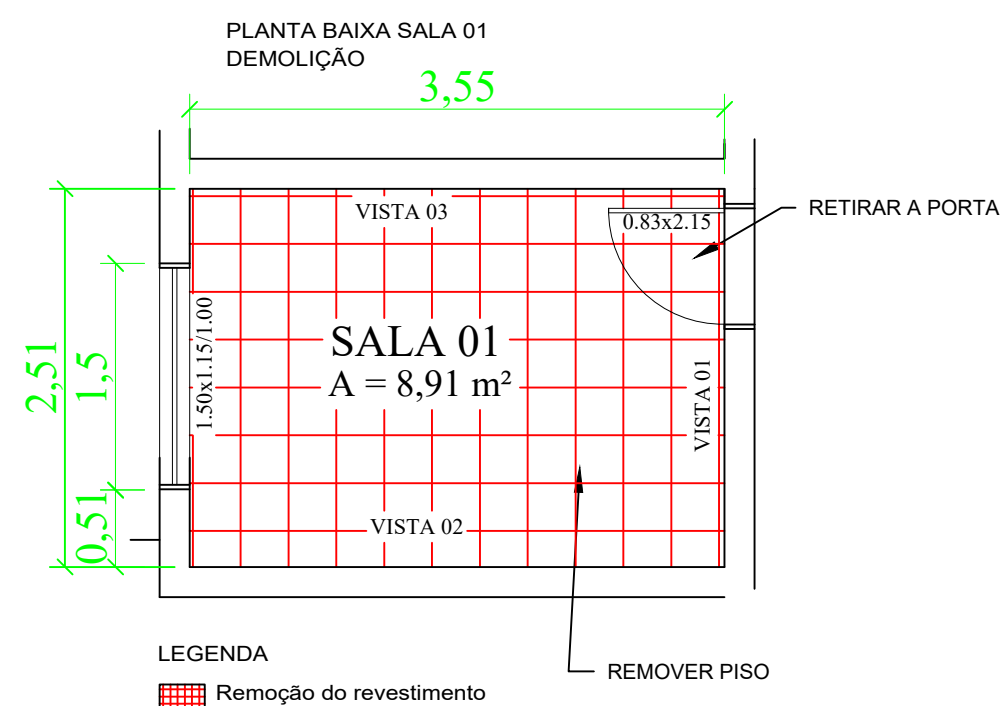 PLANTA BAIXA SALA 01
DEMOLIÇÃO
3,55
VISTA 03
0.83x2.15
RETIRAR A PORTA
2,51
1,5
0,51
1.50x1.15/1.00
SALA 01
A = 8,91 m²
VISTA 01
VISTA 02
LEGENDA
REMOVER PISO
Remoção do revestimento